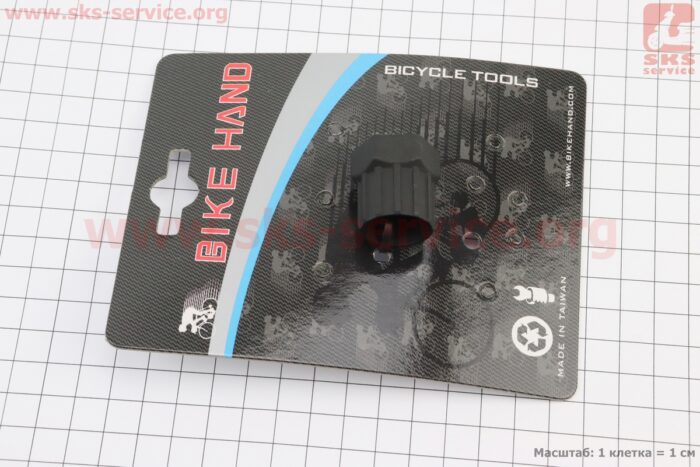 www.sks-service.org
SKS
service
BICYCLE TOOLS
BIKE HAND
WWW.BIKEHAND.COM
www.sks-service.org
MADE IN TAIWAN
Масштаб: 1 клетка = 1 см